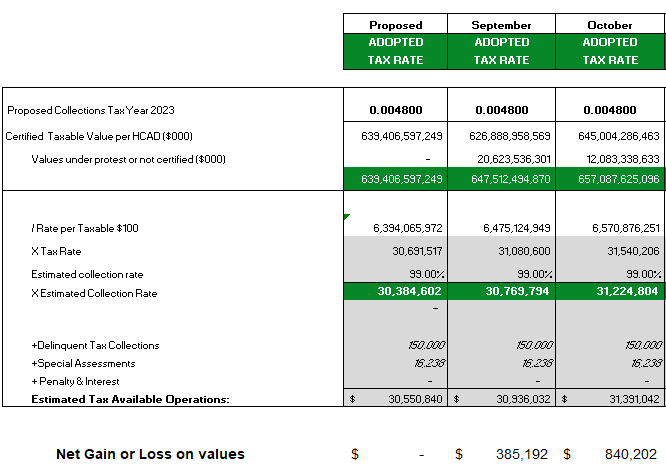 Proposed September October
ADOPTED ADOPTED ADOPTED
TAX RATE TAX RATE TAX RATE
Proposed Collections Tax Year 2023 0.004800 0.004800 0.004800
Certified Taxable Value per HCAD ($000) 639,406,597,249 626,888,958,569 645,004,286,463
Values under protest or not certified ($000) - 20,623,536,301 12,083,338,633
639,406,597,249 647,512,494,870 657,087,625,096
/ Rate per Taxable $100 6,394,065,972 6,475,124,949 6,570,876,251
X Tax Rate 30,691,517 31,080,600 31,540,206
Estimated collection rate 99.00% 99.00% 99.00%
X Estimated Collection Rate 30,384,602 30,769,794 31,224,804
-
+Delinquent Tax Collections 150,000 150,000 150,000
+Special Assessments 16,238 16,238 16,238
+ Penalty & Interest - - -
Estimated Tax Available Operations: $ 30,550,840 $ 30,936,032 $ 31,391,042
Net Gain or Loss on values $ - $ 385,192 $ 840,202